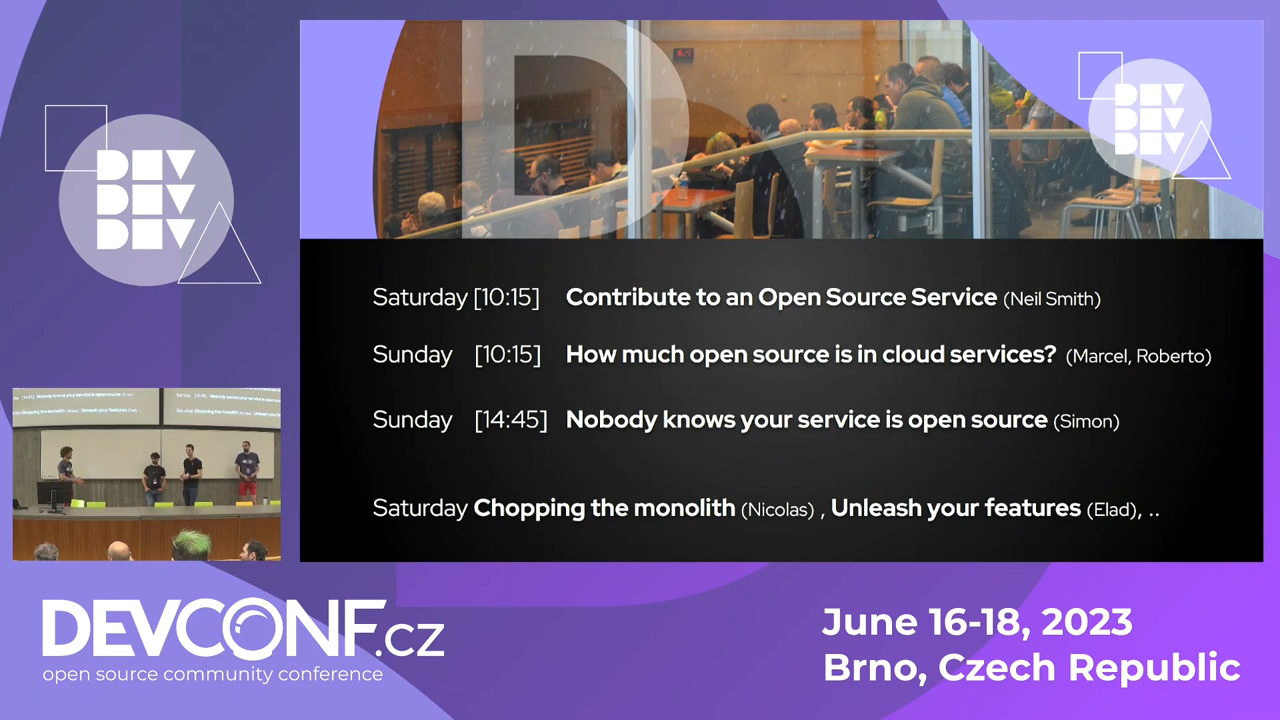 DEV
DEV
DEV
DEV
DEV
DEV
D
Saturday [10:15] Contribute to an Open Source Service (Neil Smith)
Sunday [10:15] How much open source is in cloud services? (Marcel, Roberto)
Sunday [14:45] Nobody knows your service is open source (Simon)
Saturday Chopping the monolith (Nicolas) , Unleash your features (Elad), ..
DEVCONF.cz
open source community conference
June 16-18, 2023
Brno, Czech Republic